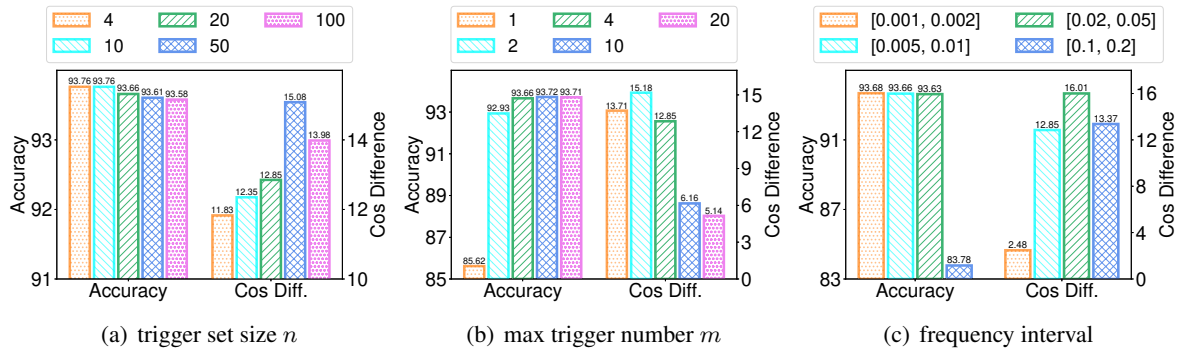 4 20 100
10 50
93.76 93.76 93.66 93.61 93.58 11.83 12.35 12.85 15.08 13.98
Accuracy
93
92
91
Cos Difference
14
12
10
Accuracy Cos Diff.
(a) trigger set size n
1 4 20
2 10
85.62 92.93 93.66 93.72 93.71 13.71 15.18 12.85 6.16 5.14
Accuracy
93
91
89
87
85
Cos Difference
15
12
9
6
3
0
Accuracy Cos Diff.
(b) max trigger number m
[0.001, 0.002] [0.02, 0.05]
[0.005, 0.01] [0.1, 0.2]
93.68 93.66 93.63 83.78 2.48 12.85 16.01 13.37
Accuracy
91
87
83
Cos Difference
16
12
8
4
0
Accuracy Cos Diff.
(c) frequency interval